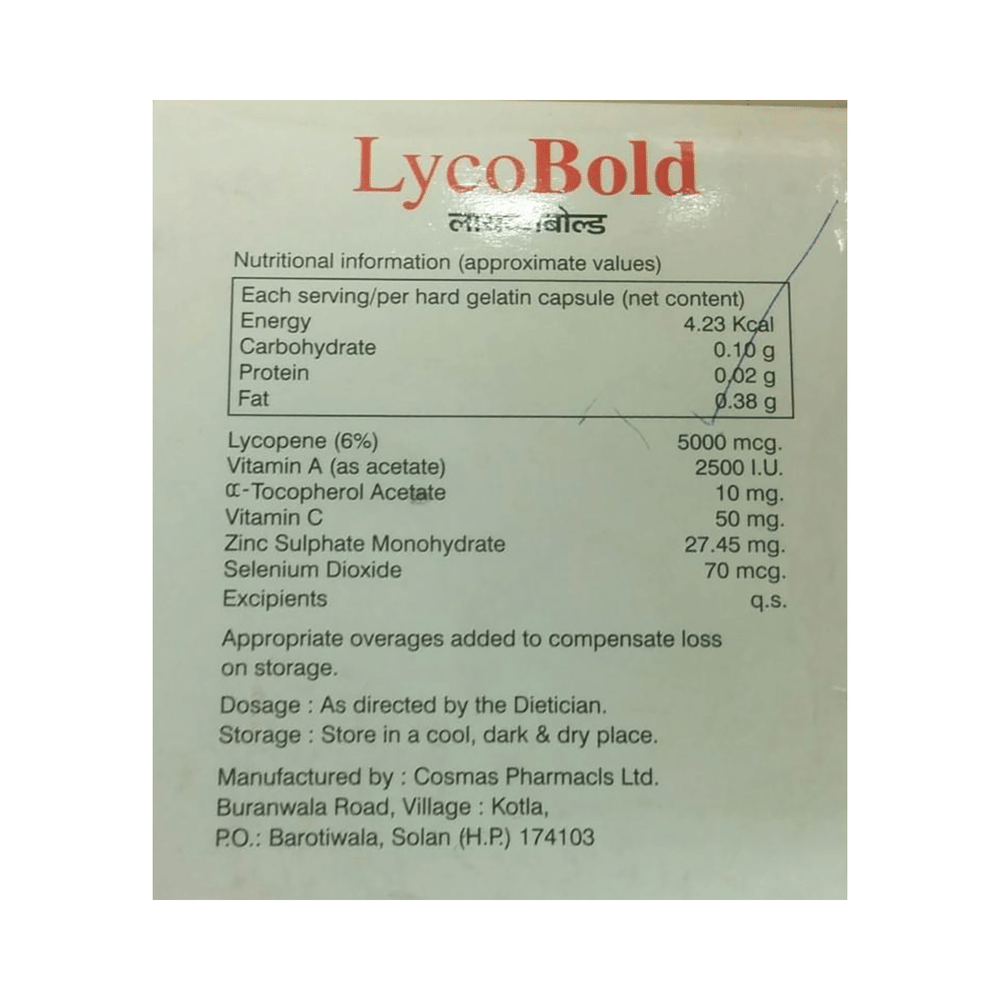 LycoBold
Nutritional information (approximate values)
Each serving/per hard gelatin capsule (net content)
Energy 4.23 Kcal
Carbohydrate 0.10 g
Protein 0.02 g
Fat 0.38 g
Lycopene (6%) 5000 mcg.
Vitamin A (as acetate) 2500 I.U.
α-Tocopherol Acetate 10 mg.
Vitamin C 50 mg.
Zinc Sulphate Monohydrate 27.45 mg.
Selenium Dioxide 70 mcg.
Excipients q.s.
Appropriate overages added to compensate loss
on storage.
Dosage : As directed by the Dietician.
Storage : Store in a cool, dark & dry place.
Manufactured by : Cosmas Pharmacls Ltd.
Buranwala Road, Village : Kotla,
P.O.: Barotiwala, Solan (H.P.) 174103